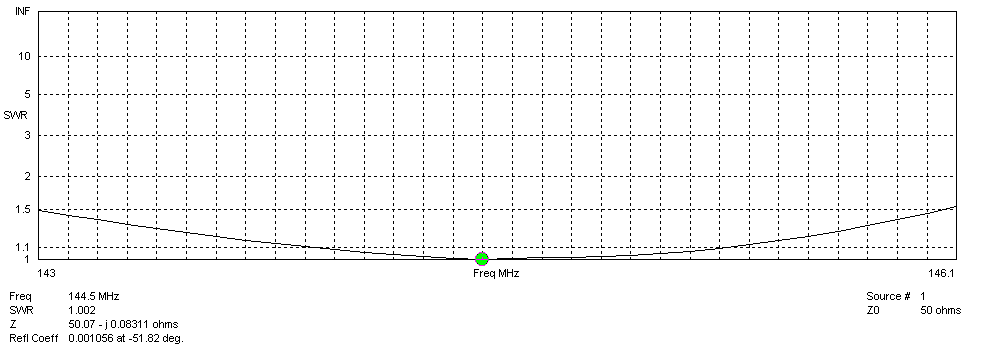 INF
10
5
SWR
3
2
1.5
1.1
1
143 Freq MHz 146.1
Freq 144.5 MHz Source # 1
SWR 1.002 Z0 50 ohms
Z 50.07 - j 0.08311 ohms
Refl Coeff 0.001056 at -51.82 deg.